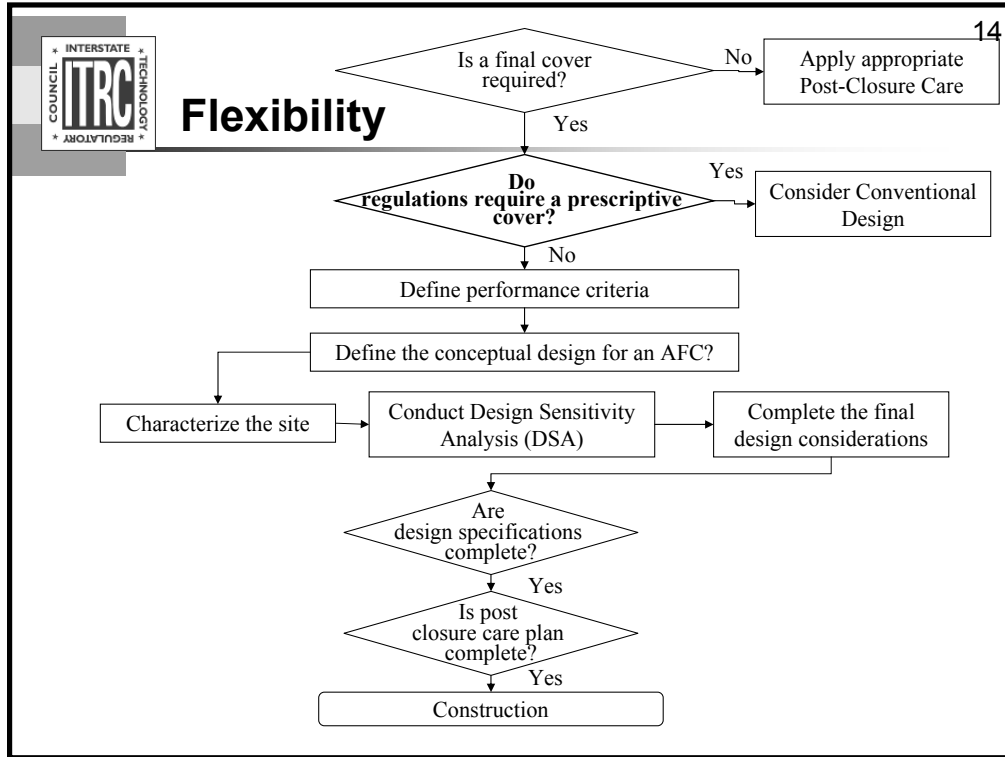 14
INTERSTATE
COUNCIL
ITRC
TECHNOLOGY
REGULATORY
Flexibility
Is a final cover
required?
No
Apply appropriate
Post-Closure Care
Yes
Do
regulations require a prescriptive
cover?
Yes
Consider Conventional
Design
No
Define performance criteria
Define the conceptual design for an AFC?
Characterize the site
Conduct Design Sensitivity
Analysis (DSA)
Complete the final
design considerations
Are
design specifications
complete?
Yes
Is post
closure care plan
complete?
Yes
Construction